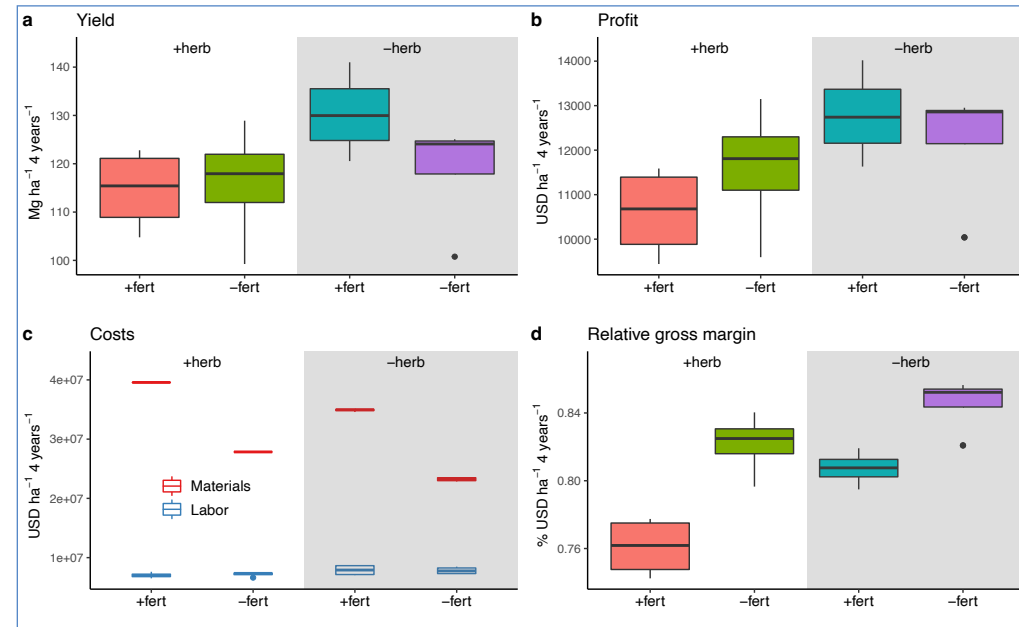 a Yield
+herb −herb
140
130
120
110
100
Mg ha⁻¹ 4 years⁻¹
+fert −fert +fert −fert
b Profit
+herb −herb
14000
13000
12000
11000
10000
USD ha⁻¹ 4 years⁻¹
+fert −fert +fert −fert
c Costs
+herb −herb
4e+07
3e+07
2e+07
1e+07
USD ha⁻¹ 4 years⁻¹
Materials
Labor
+fert −fert +fert −fert
d Relative gross margin
+herb −herb
0.84
0.80
0.76
% USD ha⁻¹ 4 years⁻¹
+fert −fert +fert −fert